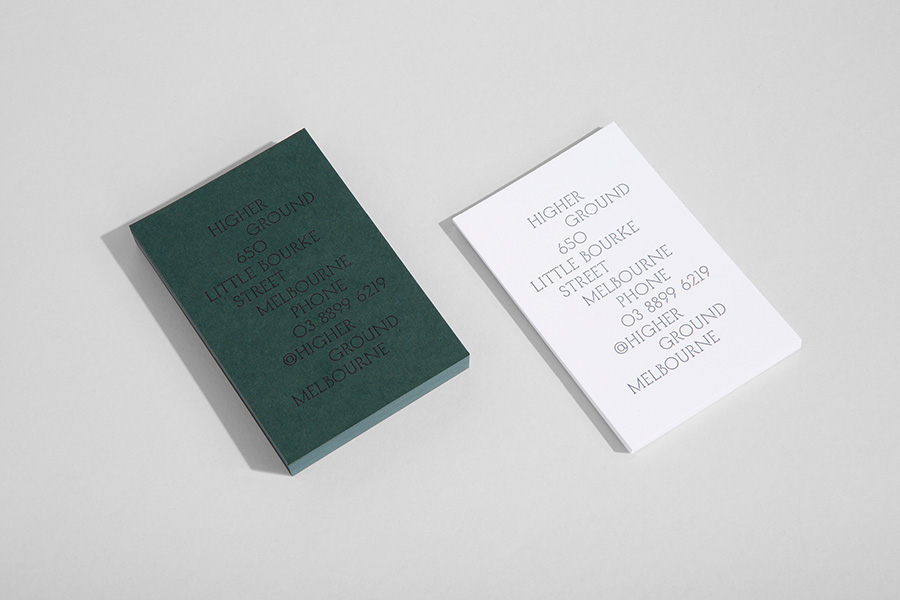 HIGHER
GROUND
650
LITTLE BOURKE
STREET
MELBOURNE
PHONE
03 8899 6219
@HIGHER
GROUND
MELBOURNE
HIGHER
GROUND
650
LITTLE BOURKE
STREET
MELBOURNE
PHONE
03 8899 6219
@HIGHER
GROUND
MELBOURNE